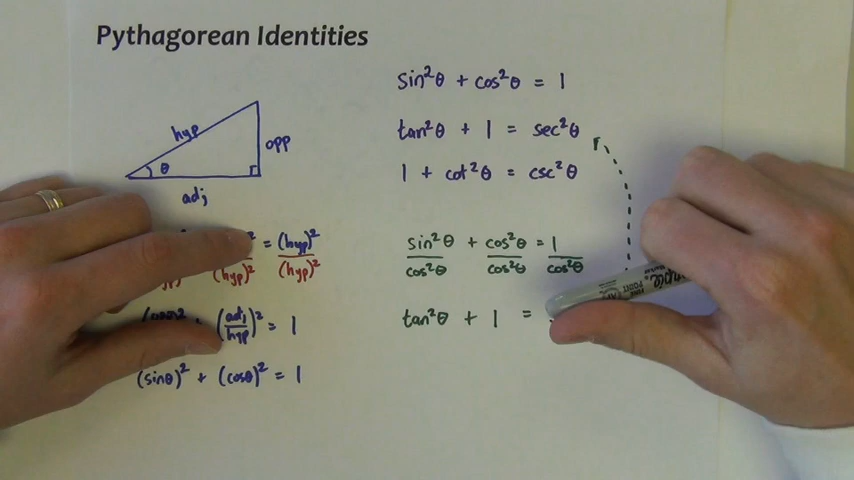 Pythagorean Identities
sin²θ + cos²θ = 1
tan²θ + 1 = sec²θ
1 + cot²θ = csc²θ
hyp
opp
θ
adj
= (hyp)²
(hyp)² (hyp)²
(adj/hyp)² = 1
(sinθ)² + (cosθ)² = 1
sin²θ + cos²θ = 1
cos²θ cos²θ cos²θ
tan²θ + 1 =